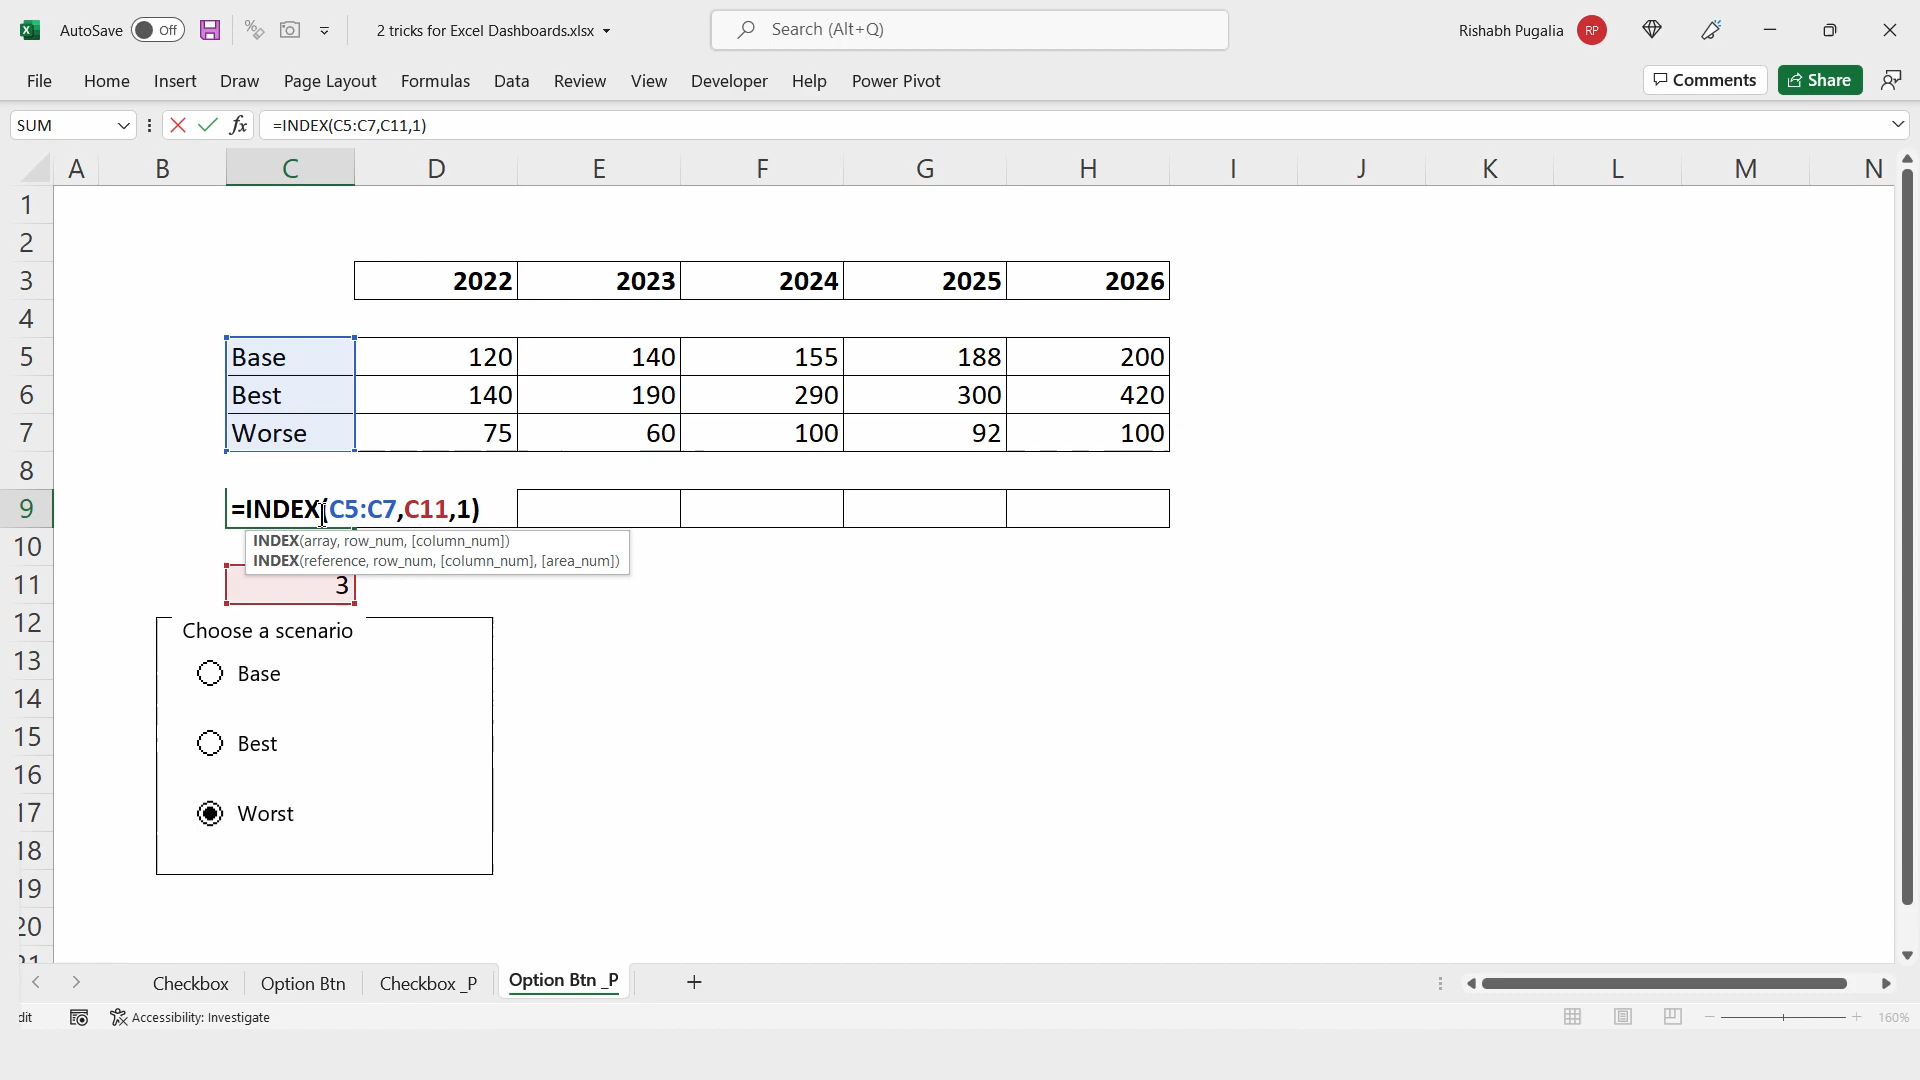 AutoSave Off 2 tricks for Excel Dashboards.xlsx Search (Alt+Q) Rishabh Pugalia RP
File Home Insert Draw Page Layout Formulas Data Review View Developer Help Power Pivot Comments Share
SUM fx =INDEX(C5:C7,C11,1)
A B C D E F G H I J K L M N
1
2
3 2022 2023 2024 2025 2026
4
5 Base 120 140 155 188 200
6 Best 140 190 290 300 420
7 Worse 75 60 100 92 100
8
9 =INDEX(C5:C7,C11,1)
10 INDEX(array, row_num, [column_num])
INDEX(reference, row_num, [column_num], [area_num])
11 3
12 Choose a scenario
13 Base
14
15 Best
16
17 Worst
18
19
20
21
Checkbox Option Btn Checkbox _P Option Btn _P
dit Accessibility: Investigate 160%